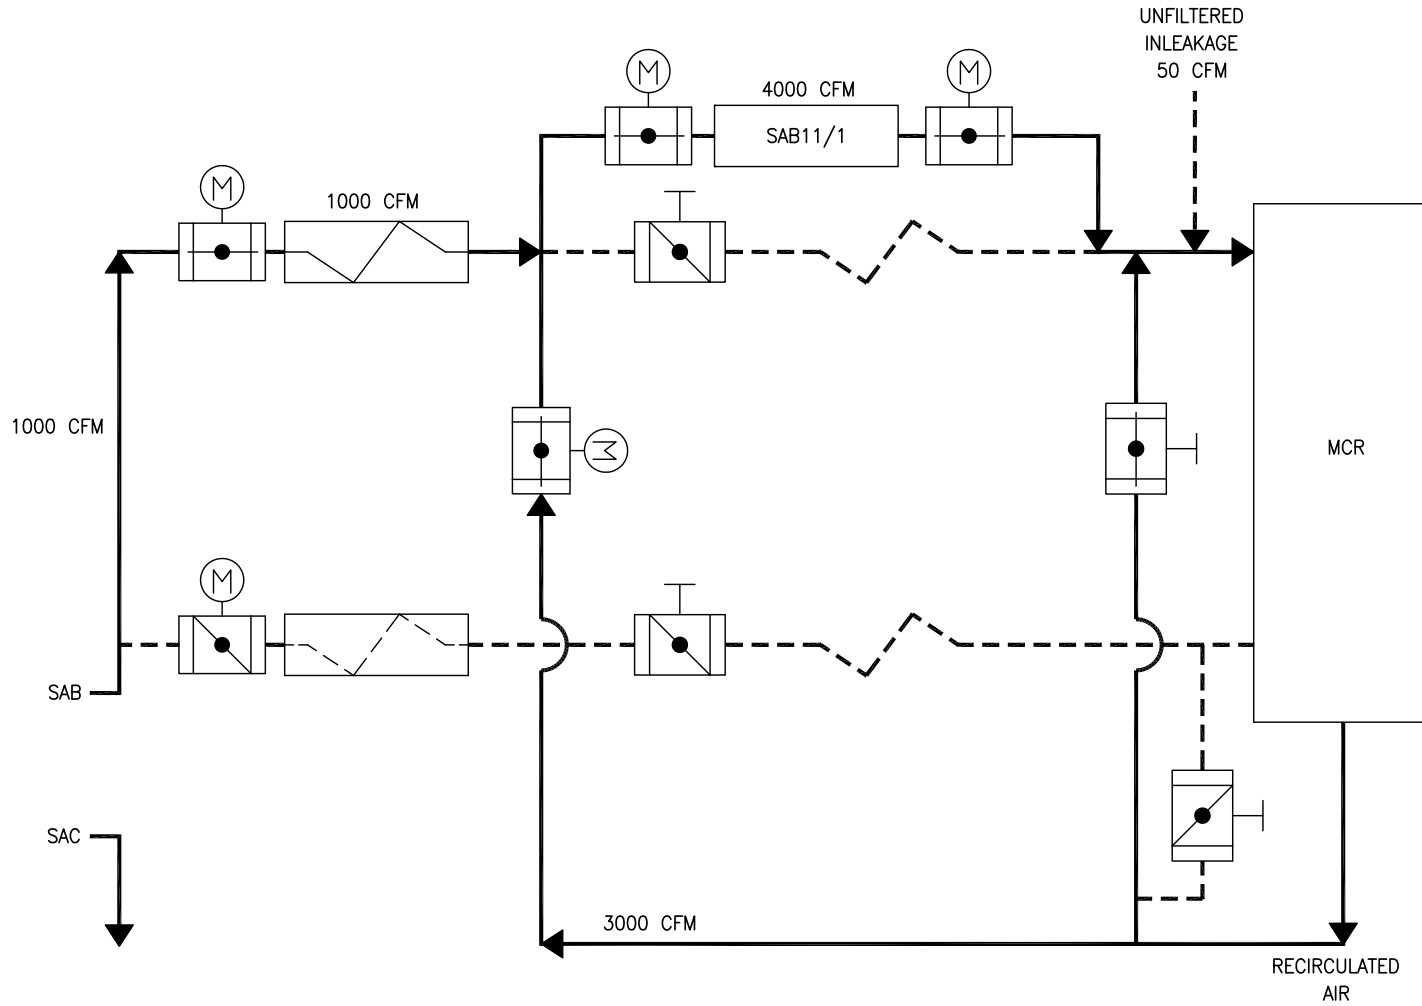 UNFILTERED
INLEAKAGE
50 CFM
M
M
4000 CFM
SAB11/1
M
1000 CFM
1000 CFM
M
MCR
M
SAB
SAC
3000 CFM
RECIRCULATED
AIR